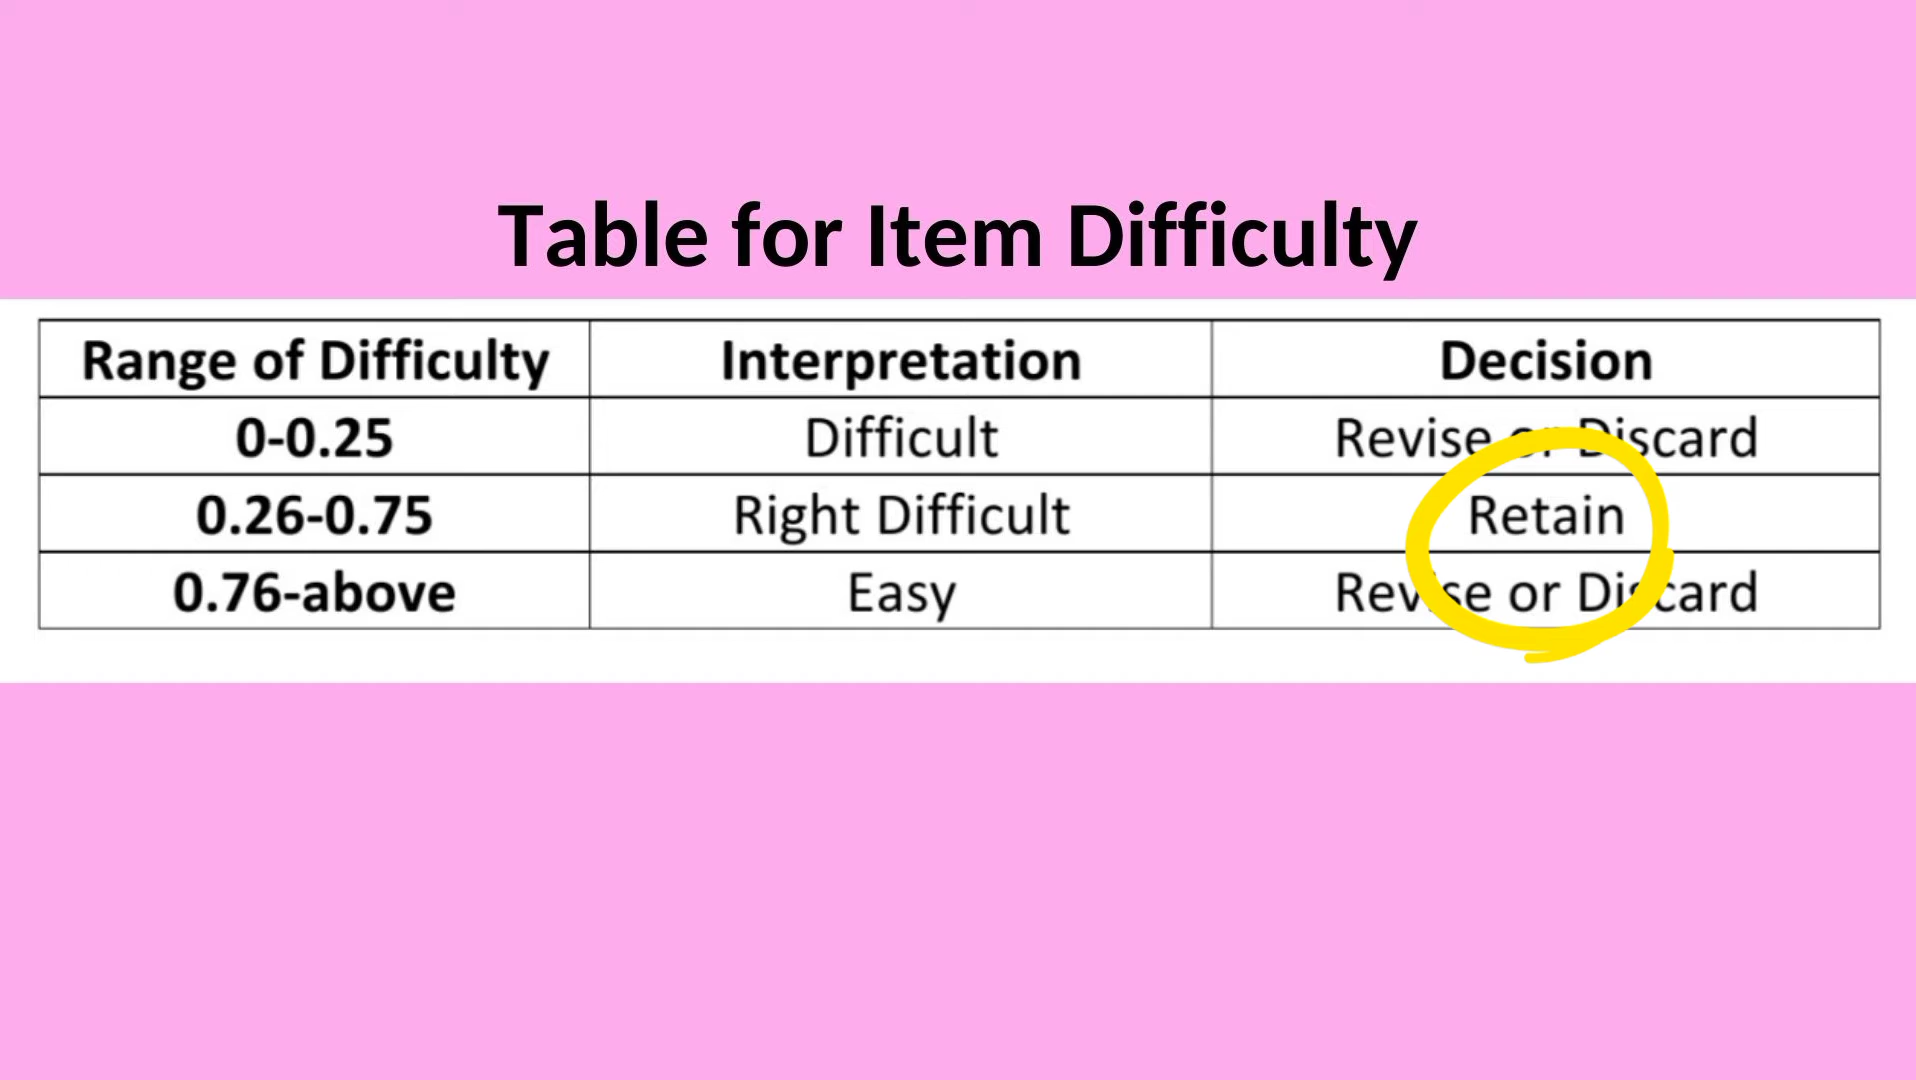 Table for Item Difficulty
Range of Difficulty Interpretation Decision
0-0.25 Difficult Revise or Discard
0.26-0.75 Right Difficult Retain
0.76-above Easy Revise or Discard